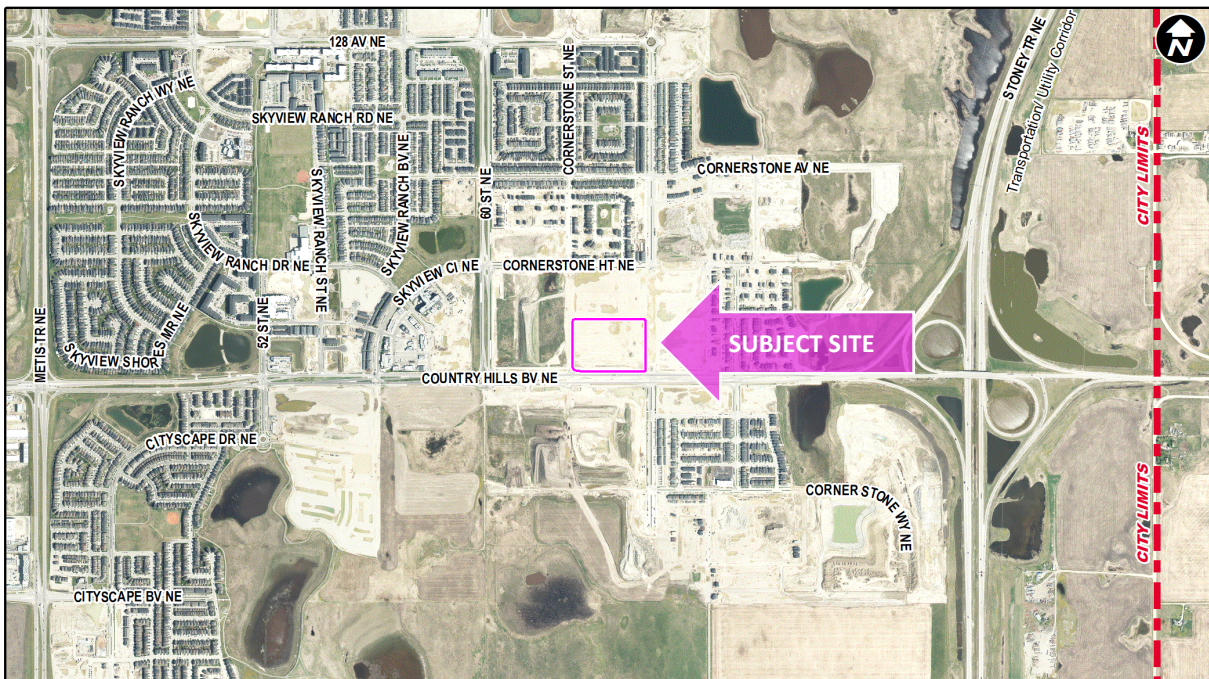 N
128 AV NE
STONEY TR NE
Transportation/ Utility Corridor
SKYVIEW RANCH WY NE
SKYVIEW RANCH RD NE
CORNERSTONE ST NE
CITY LIMITS
SKYVIEW RANCH ST NE
SKYVIEW RANCH BV NE
60 ST NE
CORNERSTONE AV NE
SKYVIEW RANCH DR NE
SKYVIEW CI NE
CORNERSTONE HT NE
METIS TR NE
SKYVIEW SHORES MR NE
52 ST NE
SUBJECT SITE
COUNTRY HILLS BV NE
CITYSCAPE DR NE
CORNERSTONE WY NE
CITY LIMITS
CITYSCAPE BV NE